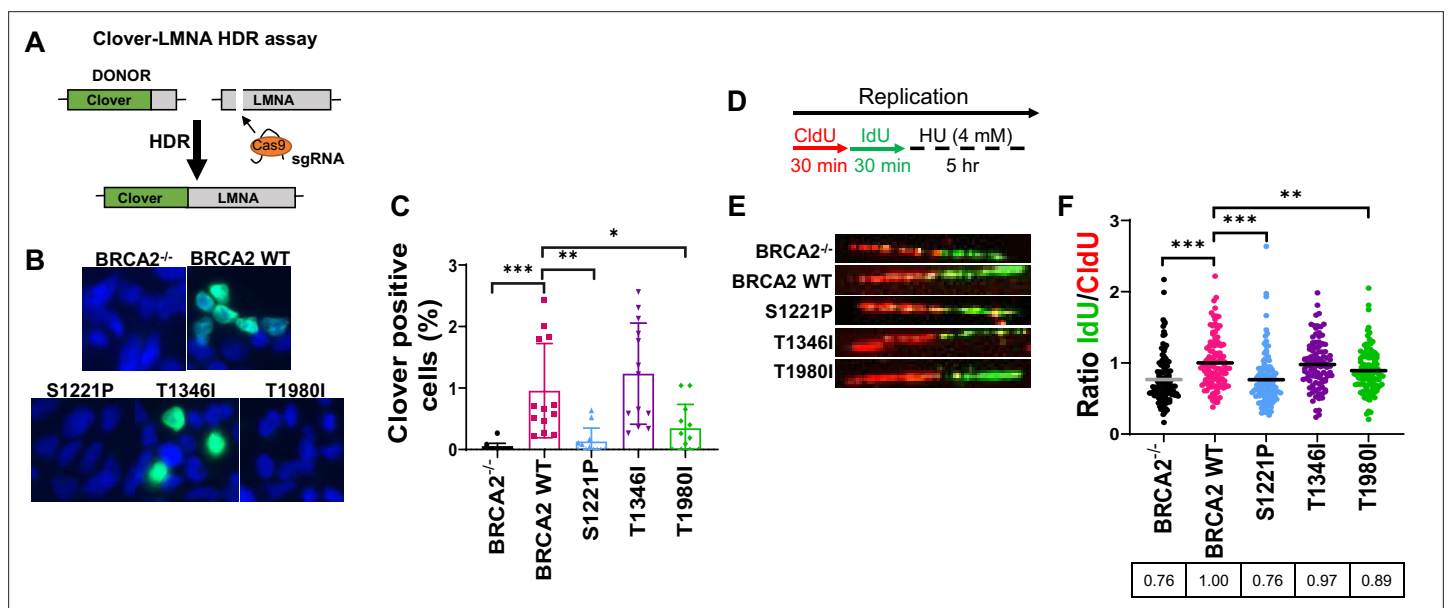 A
Clover-LMNA HDR assay
DONOR
Clover
LMNA
HDR
Cas9
sgRNA
Clover
LMNA
B
BRCA2-/-
BRCA2 WT
S1221P
T1346I
T1980I
C
Clover positive
cells (%)
3
2
1
0
***
**
*
BRCA2-/-
BRCA2 WT
S1221P
T1346I
T1980I
D
Replication
CldU
IdU
HU (4 mM)
30 min
30 min
5 hr
E
BRCA2-/-
BRCA2 WT
S1221P
T1346I
T1980I
F
Ratio IdU/CldU
3
2
1
0
***
***
**
BRCA2-/-
BRCA2 WT
S1221P
T1346I
T1980I
0.76 1.00 0.76 0.97 0.89